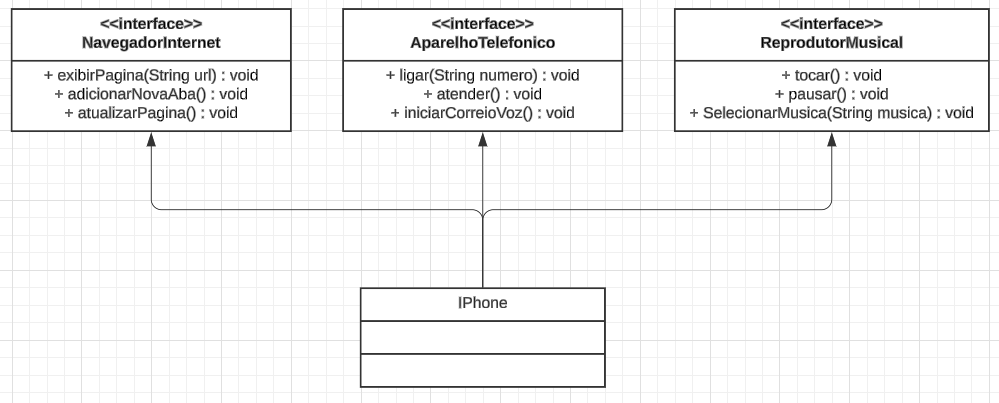 <<interface>>
NavegadorInternet
+ exibirPagina(String url) : void
+ adicionarNovaAba() : void
+ atualizarPagina() : void
<<interface>>
AparelhoTelefonico
+ ligar(String numero) : void
+ atender() : void
+ iniciarCorreioVoz() : void
<<interface>>
ReprodutorMusical
+ tocar() : void
+ pausar() : void
+ SelecionarMusica(String musica) : void
IPhone